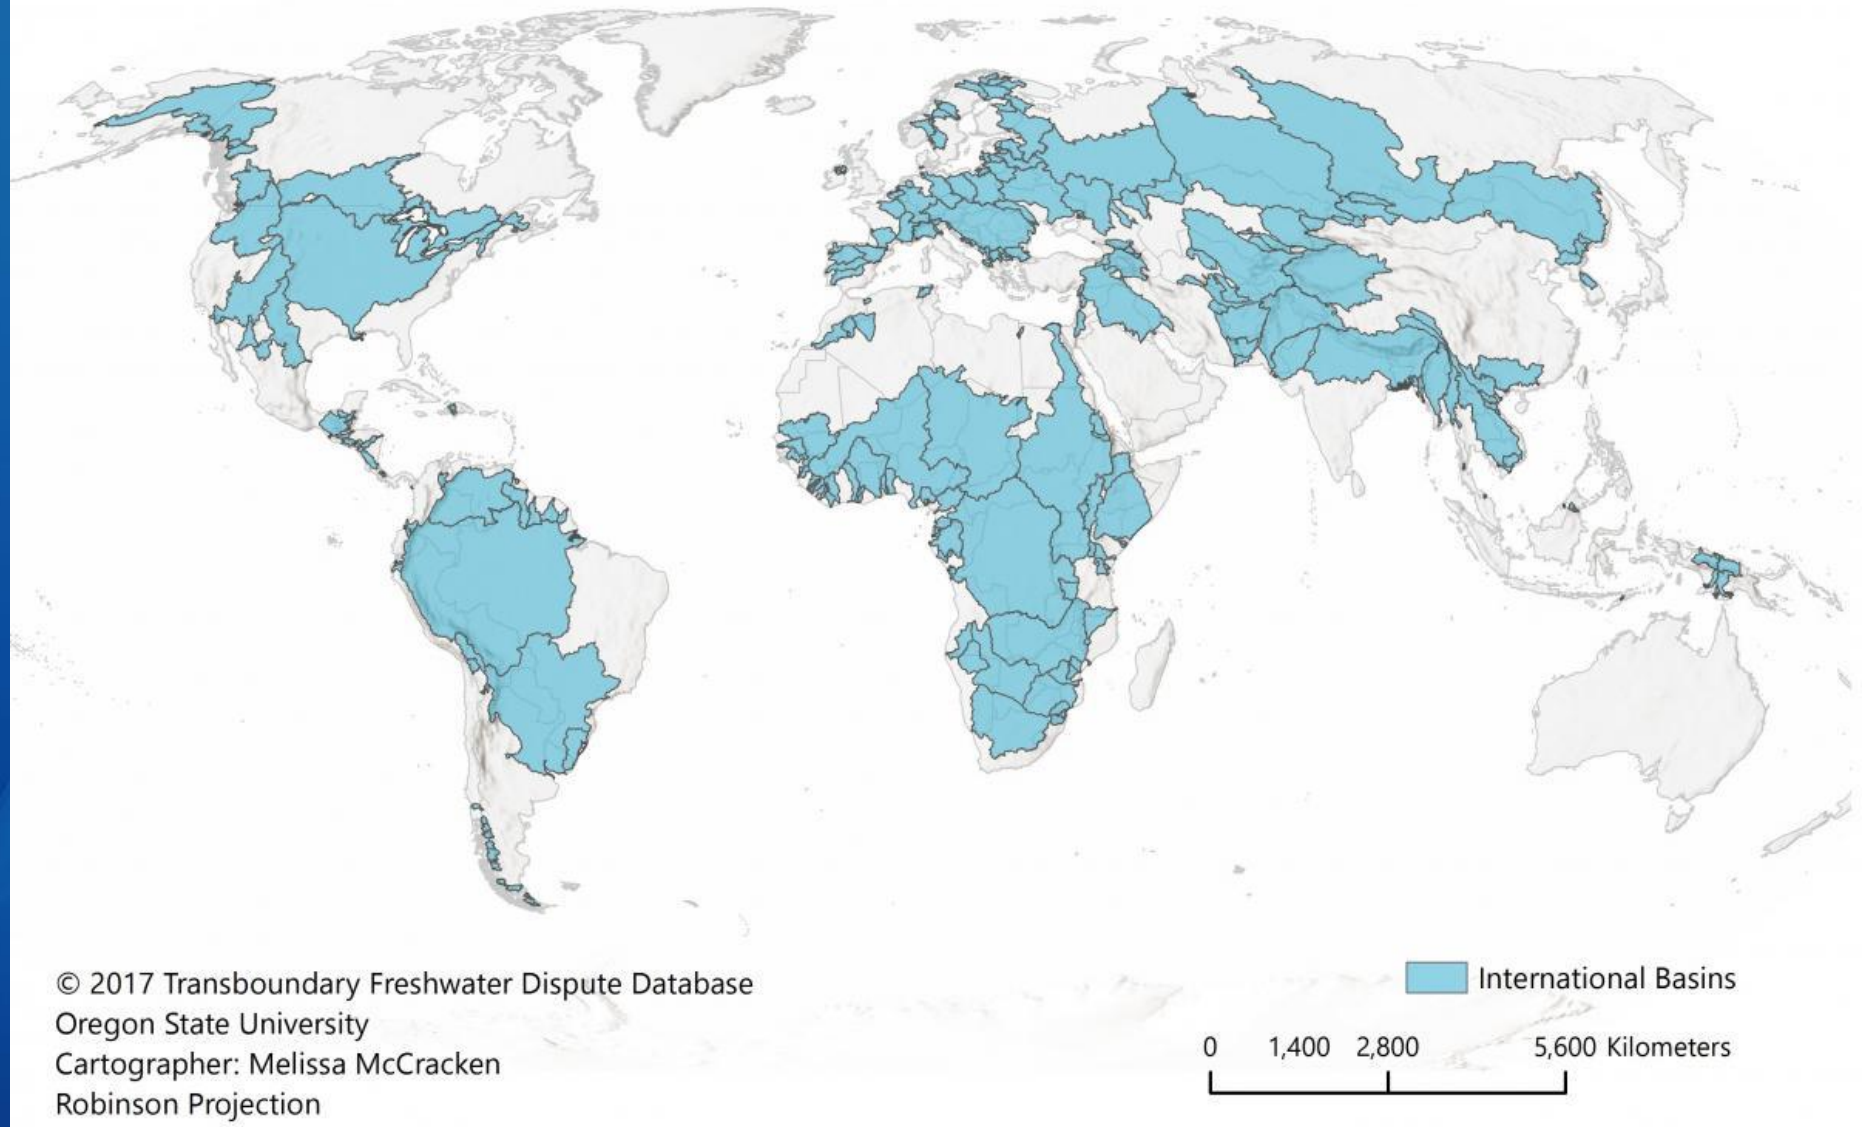 © 2017 Transboundary Freshwater Dispute Database
Oregon State University
Cartographer: Melissa McCracken
Robinson Projection
International Basins
0 1,400 2,800 5,600 Kilometers